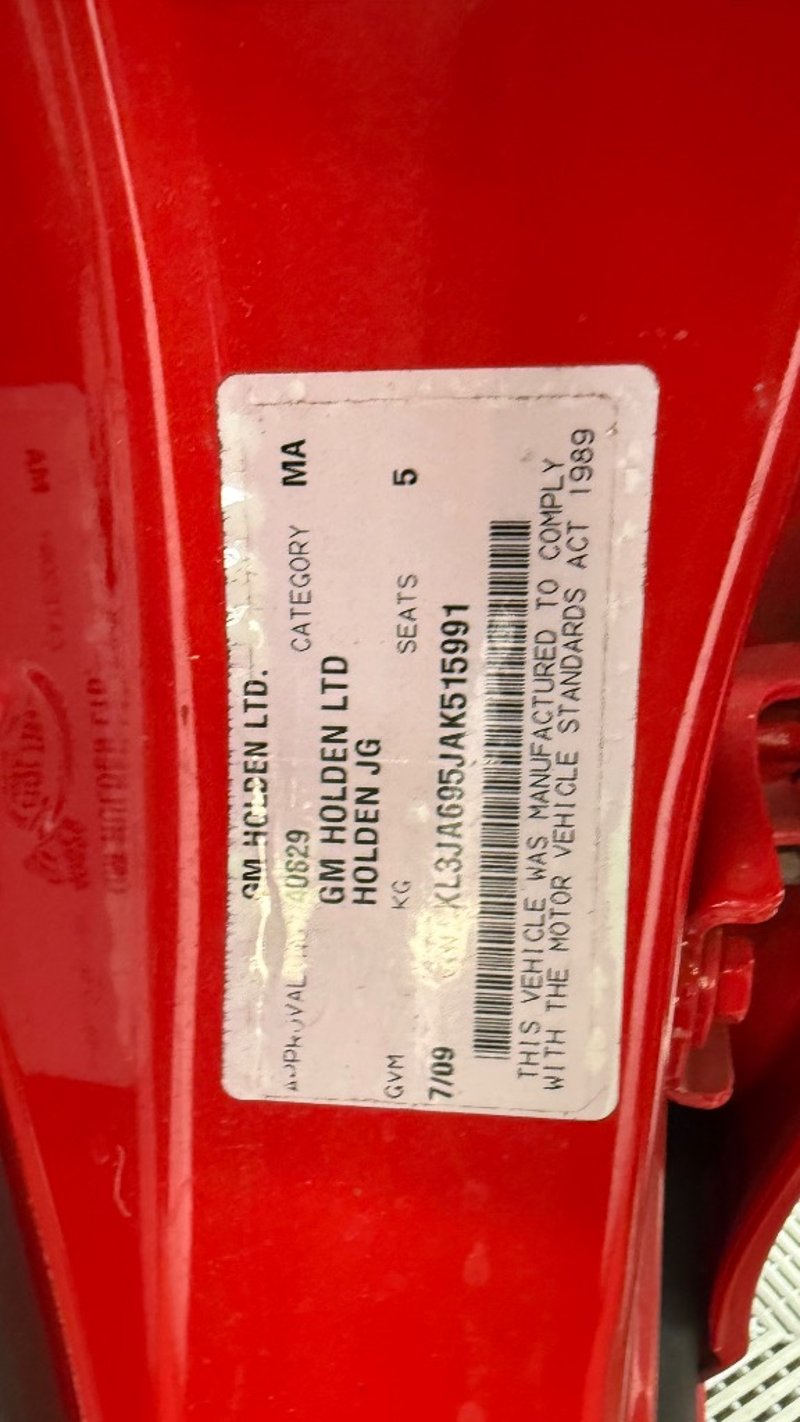 GM HOLDEN LTD.
APPROVAL 40629 CATEGORY MA
GM HOLDEN LTD
HOLDEN JG
GVM KG SEATS 5
7/09 KL3JA695JAK515991
THIS VEHICLE WAS MANUFACTURED TO COMPLY
WITH THE MOTOR VEHICLE STANDARDS ACT 1989